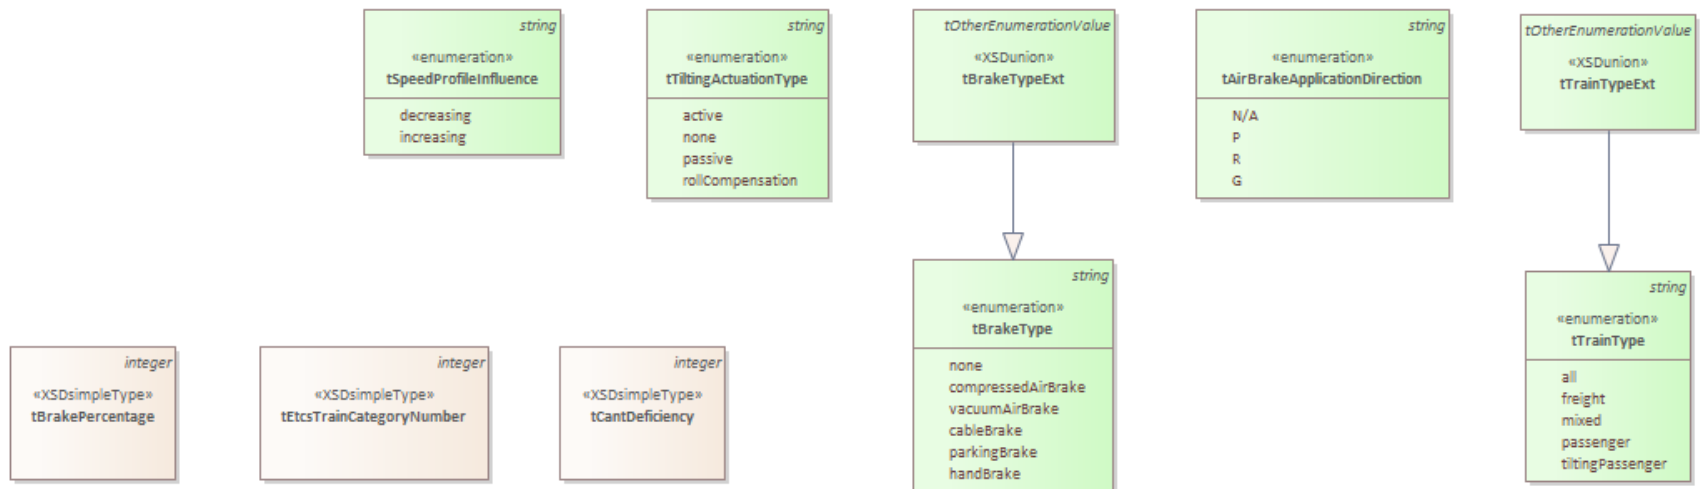 string
«enumeration»
tSpeedProfileInfluence
decreasing
increasing
string
«enumeration»
tTiltingActuationType
active
none
passive
rollCompensation
tOtherEnumerationValue
«XSDunion»
tBrakeTypeExt
string
«enumeration»
tAirBrakeApplicationDirection
N/A
P
R
G
tOtherEnumerationValue
«XSDunion»
tTrainTypeExt
integer
«XSDsimpleType»
tBrakePercentage
integer
«XSDsimpleType»
tEtcsTrainCategoryNumber
integer
«XSDsimpleType»
tCantDeficiency
string
«enumeration»
tBrakeType
none
compressedAirBrake
vacuumAirBrake
cableBrake
parkingBrake
handBrake
string
«enumeration»
tTrainType
all
freight
mixed
passenger
tiltingPassenger